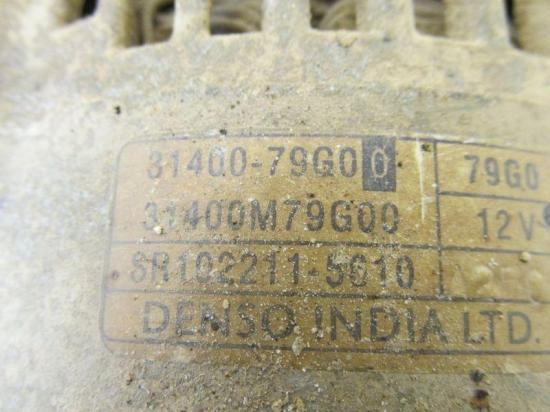 31400-79G00 79G0
31400M79G00 12V
SR102211-5610
DENSO INDIA LTD.